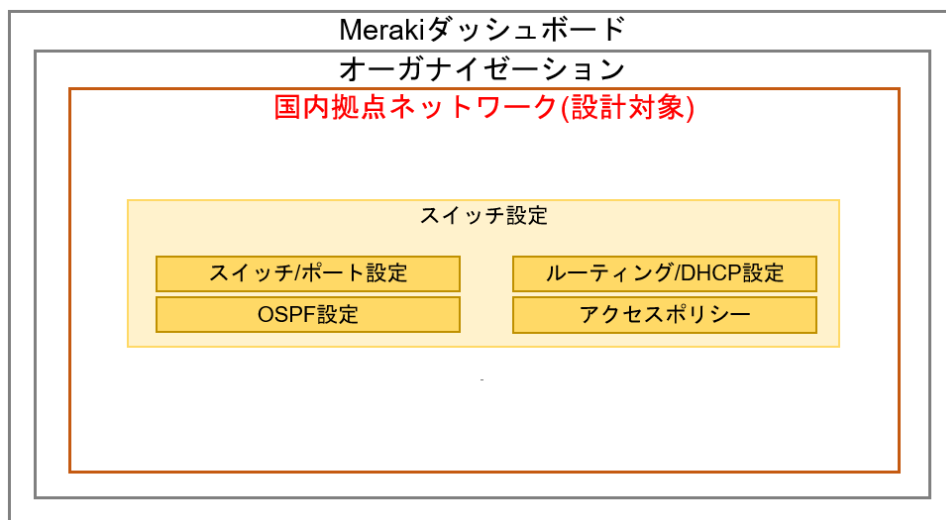 Merakiダッシュボード
オーガナイゼーション
国内拠点ネットワーク(設計対象)
スイッチ設定
スイッチ/ポート設定
ルーティング/DHCP設定
OSPF設定
アクセスポリシー
-